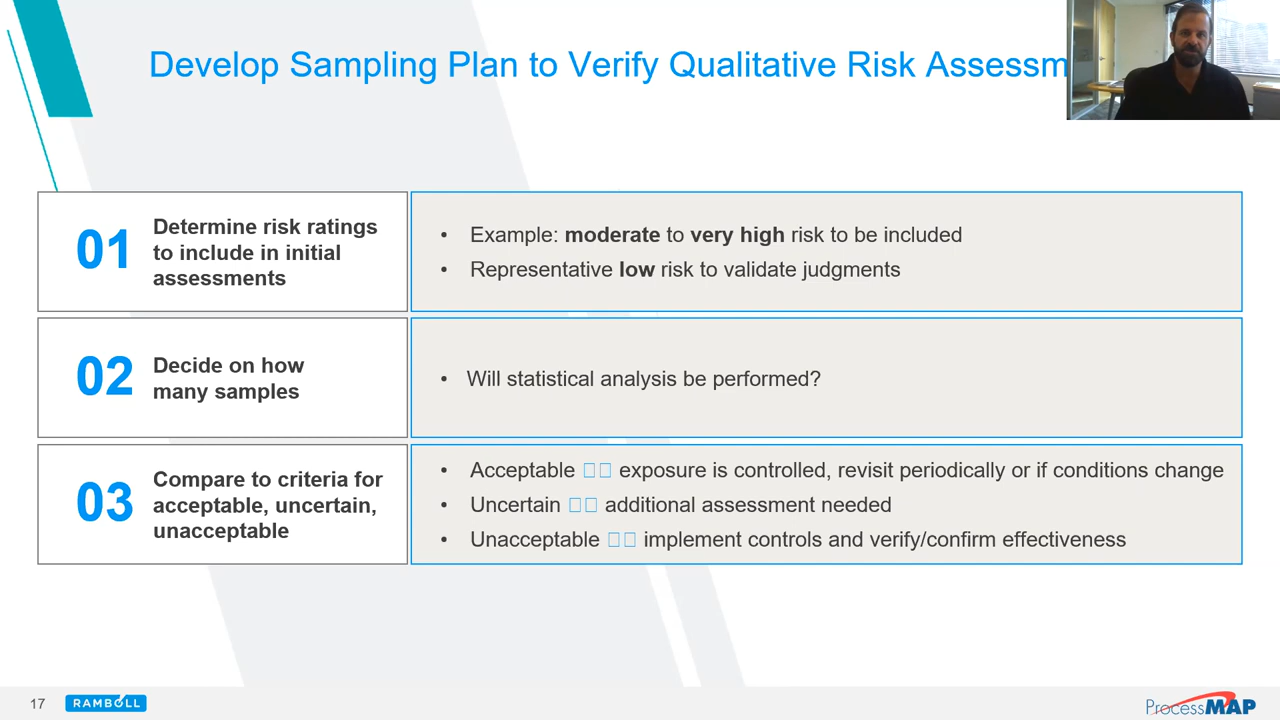 Develop Sampling Plan to Verify Qualitative Risk
01
Determine risk ratings
to include in initial
assessments
• Example: moderate to very high risk to be included
• Representative low risk to validate judgments
02
Decide on how
many samples
• Will statistical analysis be performed?
03
Compare to criteria for
acceptable, uncertain,
unacceptable
• Acceptable □□ exposure is controlled, revisit periodically or if conditions change
• Uncertain □□ additional assessment needed
• Unacceptable □□ implement controls and verify/confirm effectiveness
17
RAMBOLL
ProcessMAP